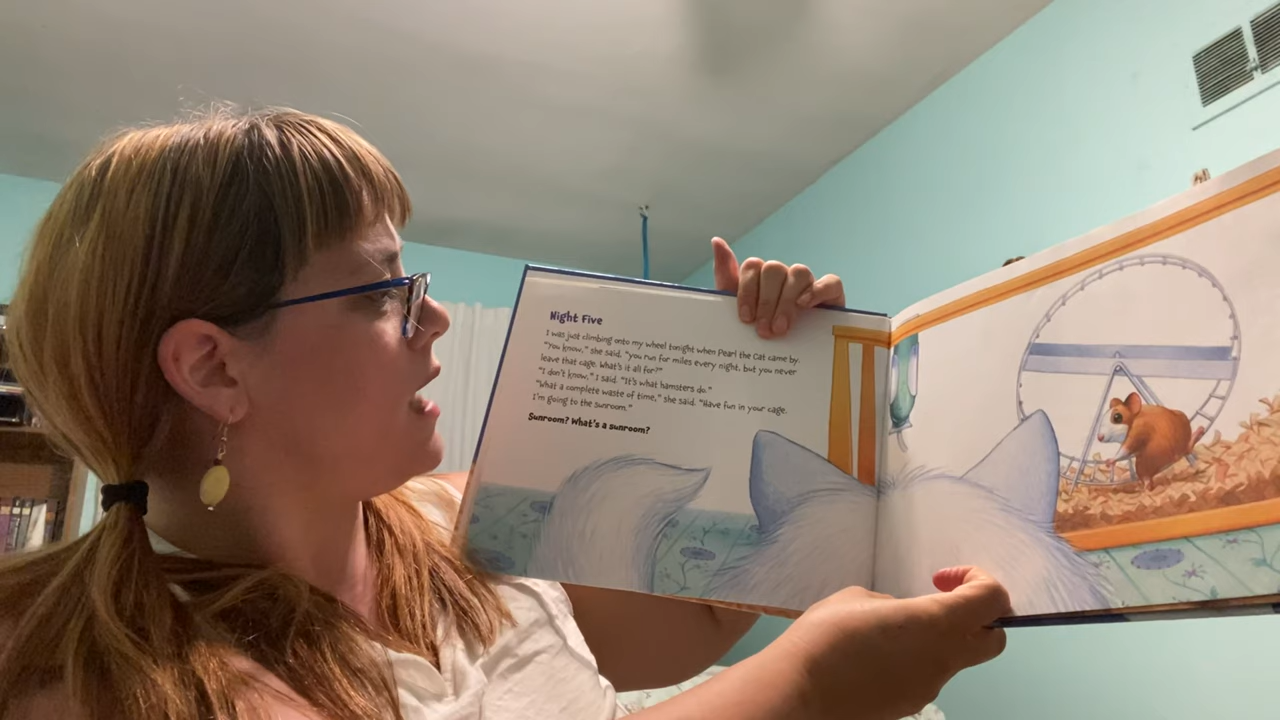 Night Five
I was just climbing onto my wheel tonight when Pearl the Cat came by.
"You know," she said, "you run for miles every night, but you never
leave that cage. What's it all for?"
"I don't know," I said. "It's what hamsters do."
"What a complete waste of time," she said. "Have fun in your cage.
I'm going to the sunroom."
Sunroom? What's a sunroom?